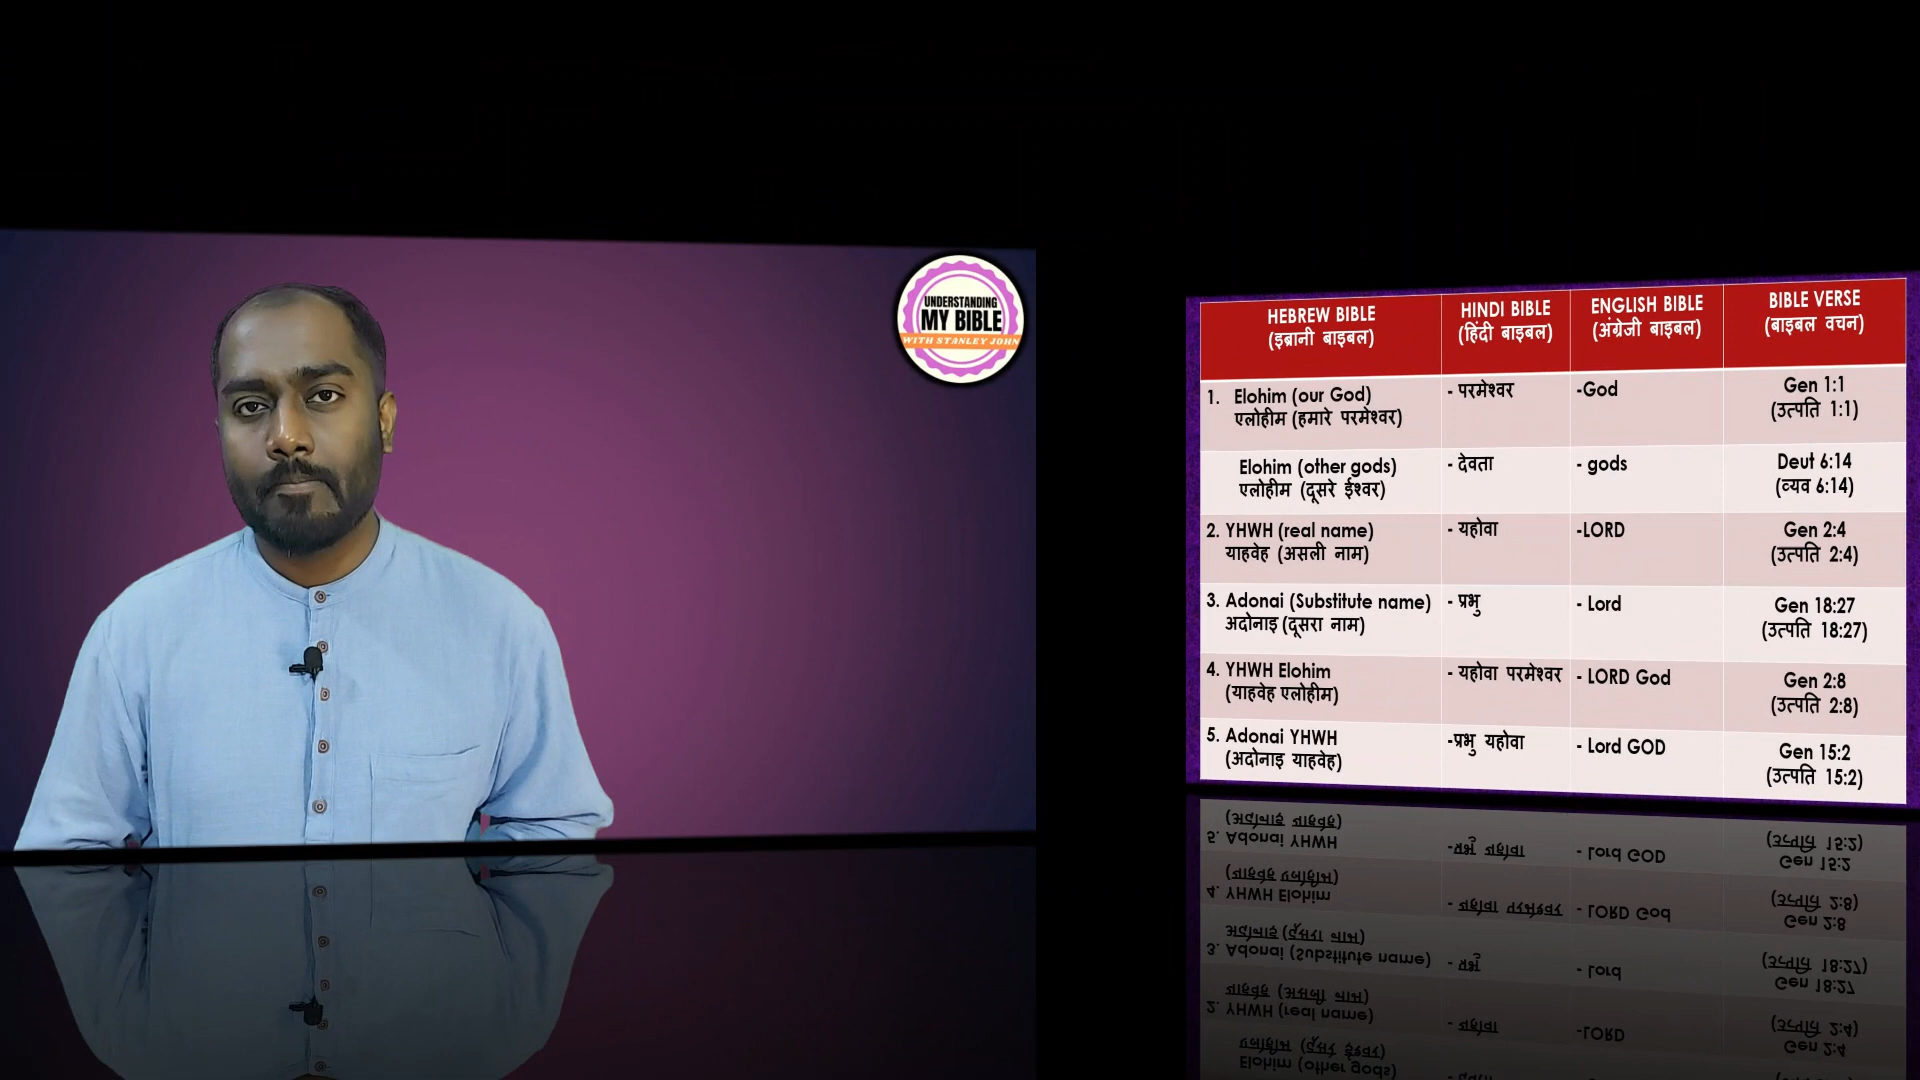 UNDERSTANDING
MY BIBLE
WITH STANLEY JOHN
HEBREW BIBLE
(इब्रानी बाइबल)
HINDI BIBLE
(हिंदी बाइबल)
ENGLISH BIBLE
(अंग्रेजी बाइबल)
BIBLE VERSE
(बाइबल वचन)
1. Elohim (our God)
एलोहीम (हमारे परमेश्वर)
- परमेश्वर
-God
Gen 1:1
(उत्पति 1:1)
Elohim (other gods)
एलोहीम (दूसरे ईश्वर)
- देवता
- gods
Deut 6:14
(व्यव 6:14)
2. YHWH (real name)
याहवेह (असली नाम)
- यहोवा
-LORD
Gen 2:4
(उत्पति 2:4)
3. Adonai (Substitute name)
अदोनाइ (दूसरा नाम)
- प्रभु
- Lord
Gen 18:27
(उत्पति 18:27)
4. YHWH Elohim
(याहवेह एलोहीम)
- यहोवा परमेश्वर
- LORD God
Gen 2:8
(उत्पति 2:8)
5. Adonai YHWH
(अदोनाइ याहवेह)
-प्रभु यहोवा
- Lord GOD
Gen 15:2
(उत्पति 15:2)